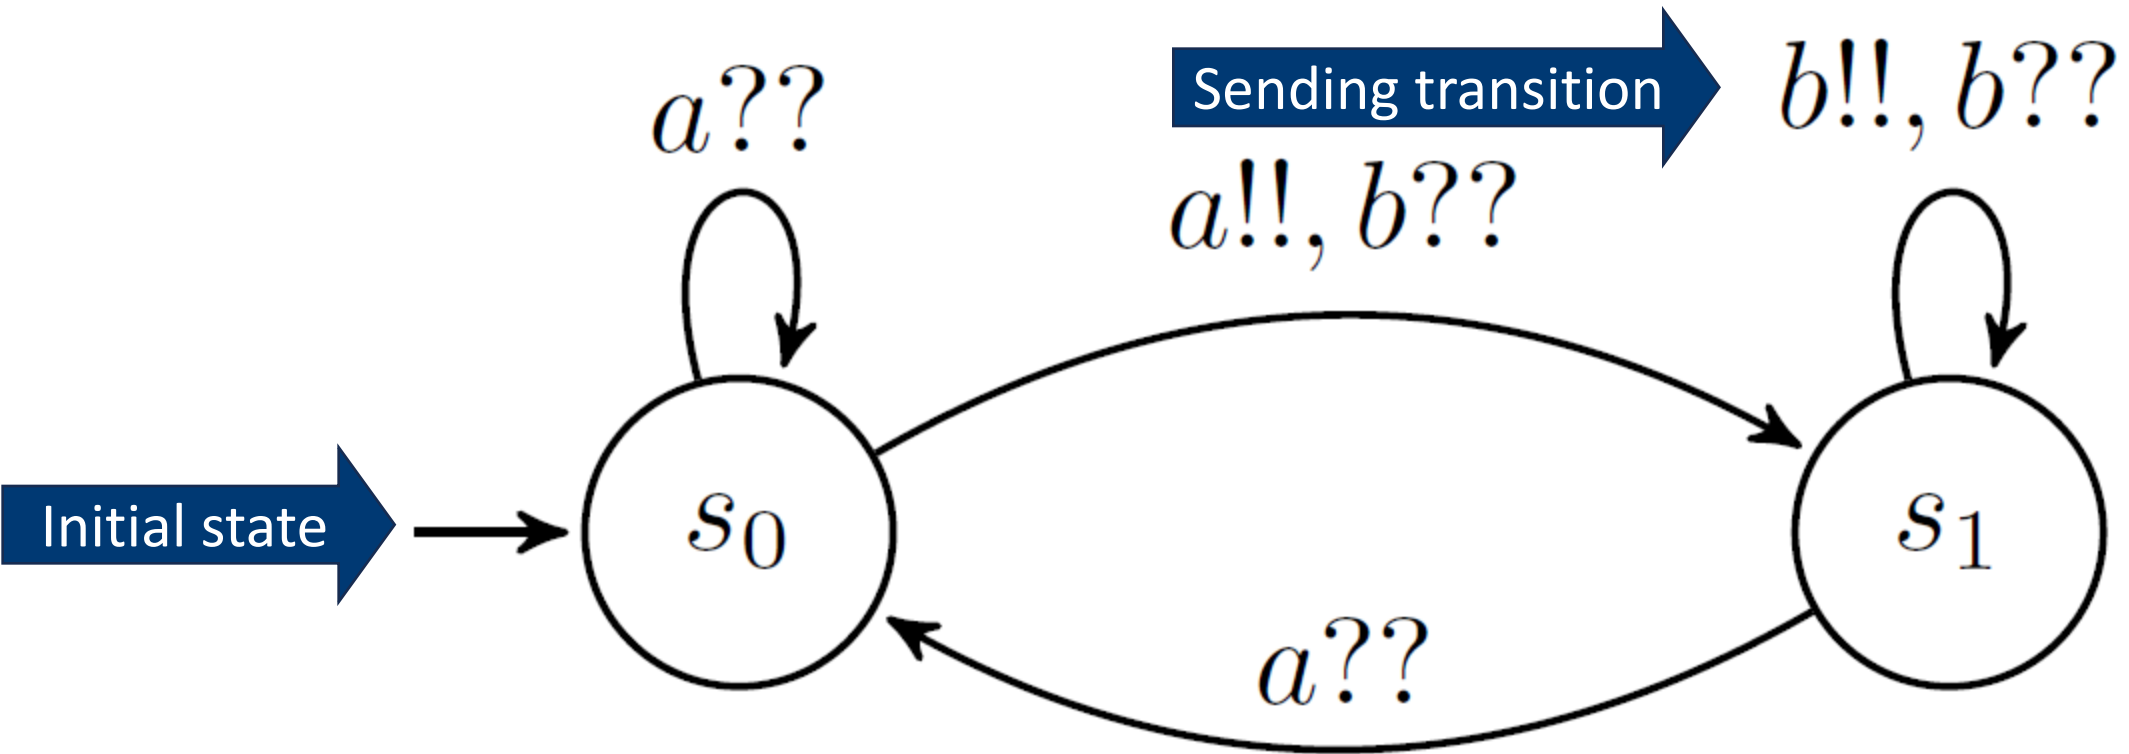 a??
Sending transition
b!!, b??
a!!, b??
Initial state
s0
s1
a??